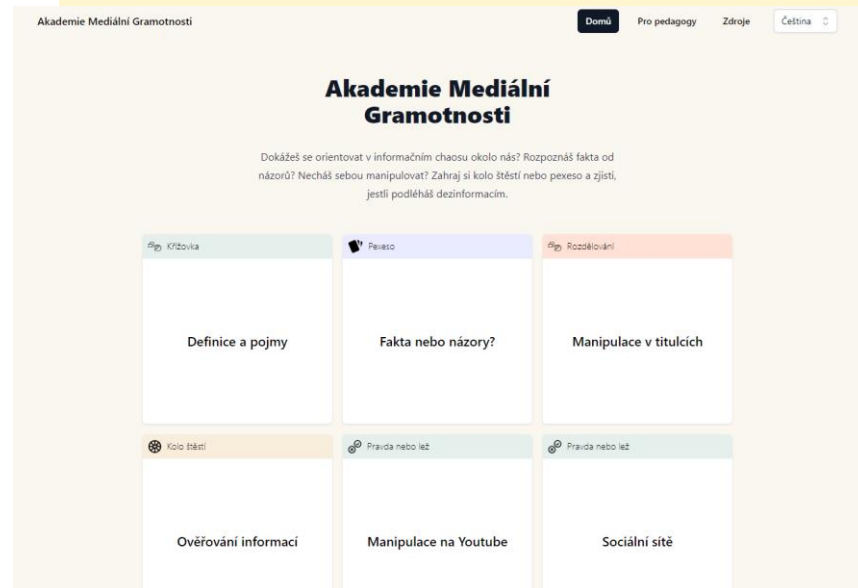 Akademie Mediální Gramotnosti
Domů
Pro pedagogy
Zdroje
Čeština
Akademie Mediální
Gramotnosti
Dokážeš se orientovat v informačním chaosu okolo nás? Rozpoznáš fakta od
názorů? Necháš sebou manipulovat? Zahraj si kolo štěstí nebo pexeso a zjisti,
jestli podléháš dezinformacím.
Křížovka
Pexeso
Rozdělování
Definice a pojmy
Fakta nebo názory?
Manipulace v titulcích
Kolo štěstí
Pravda nebo lež
Pravda nebo lež
Ověřování informací
Manipulace na Youtube
Sociální sítě